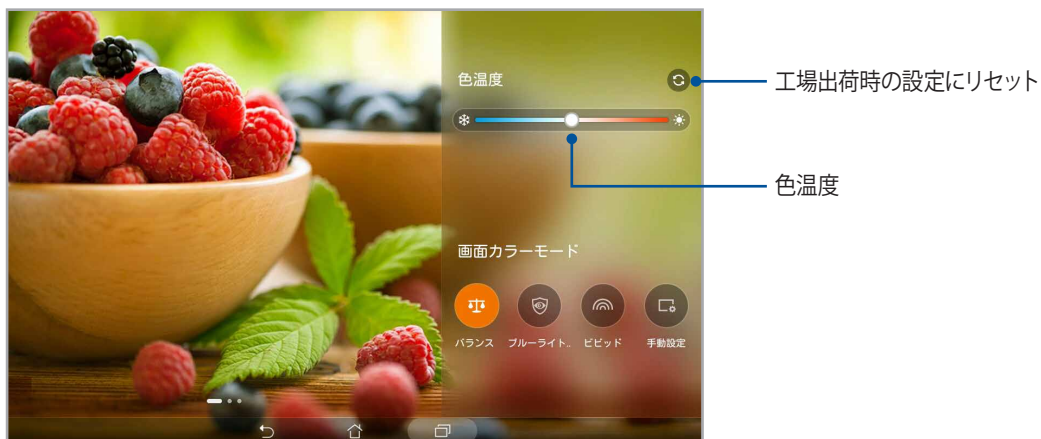 色温度
工場出荷時の設定にリセット
色温度
画面カラーモード
バランス
ブルーライト..
ビビッド
手動設定